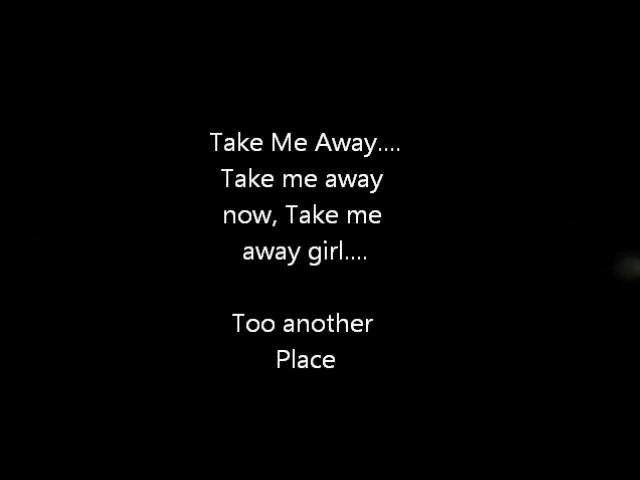 Take Me Away....
Take me away
now, Take me
away girl....
Too another
Place